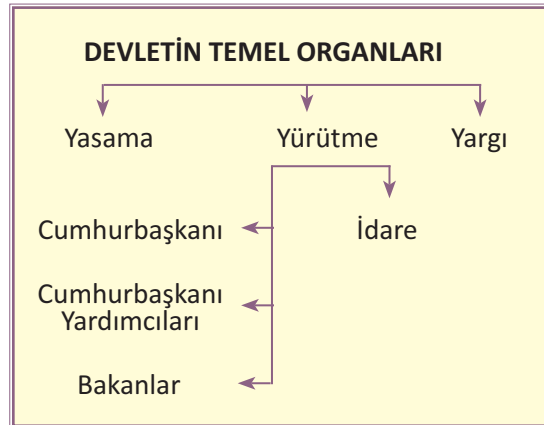 DEVLETİN TEMEL ORGANLARI
Yasama
Yürütme
Yargı
Cumhurbaşkanı
İdare
Cumhurbaşkanı
Yardımcıları
Bakanlar